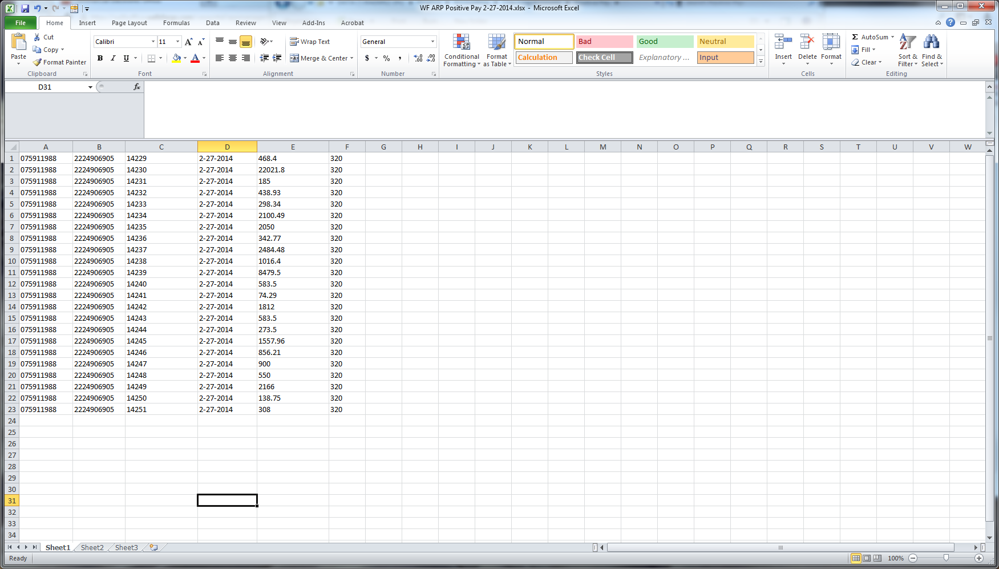 WF ARP Positive Pay 2-27-2014.xlsx - Microsoft Excel
File Home Insert Page Layout Formulas Data Review View Add-Ins Acrobat
Paste
Cut
Copy
Format Painter
Clipboard
Calibri 11
B I U
Font
Wrap Text
Merge & Center
Alignment
General
$ % ,
Number
Conditional Formatting
Format as Table
Normal Bad Good Neutral
Calculation Check Cell Explanatory ... Input
Styles
Insert Delete Format
Cells
Σ AutoSum
Fill
Clear
Sort & Filter
Find & Select
Editing
D31 fx
A B C D E F G H I J K L M N O P Q R S T U V W
1 075911988 2224906905 14229 2-27-2014 468.4 320
2 075911988 2224906905 14230 2-27-2014 22021.8 320
3 075911988 2224906905 14231 2-27-2014 185 320
4 075911988 2224906905 14232 2-27-2014 438.93 320
5 075911988 2224906905 14233 2-27-2014 298.34 320
6 075911988 2224906905 14234 2-27-2014 2100.49 320
7 075911988 2224906905 14235 2-27-2014 2050 320
8 075911988 2224906905 14236 2-27-2014 342.77 320
9 075911988 2224906905 14237 2-27-2014 2484.48 320
10 075911988 2224906905 14238 2-27-2014 1016.4 320
11 075911988 2224906905 14239 2-27-2014 8479.5 320
12 075911988 2224906905 14240 2-27-2014 583.5 320
13 075911988 2224906905 14241 2-27-2014 74.29 320
14 075911988 2224906905 14242 2-27-2014 1812 320
15 075911988 2224906905 14243 2-27-2014 583.5 320
16 075911988 2224906905 14244 2-27-2014 273.5 320
17 075911988 2224906905 14245 2-27-2014 1557.96 320
18 075911988 2224906905 14246 2-27-2014 856.21 320
19 075911988 2224906905 14247 2-27-2014 900 320
20 075911988 2224906905 14248 2-27-2014 550 320
21 075911988 2224906905 14249 2-27-2014 2166 320
22 075911988 2224906905 14250 2-27-2014 138.75 320
23 075911988 2224906905 14251 2-27-2014 308 320
24
25
26
27
28
29
30
31
32
33
34
Sheet1 Sheet2 Sheet3
Ready 100%